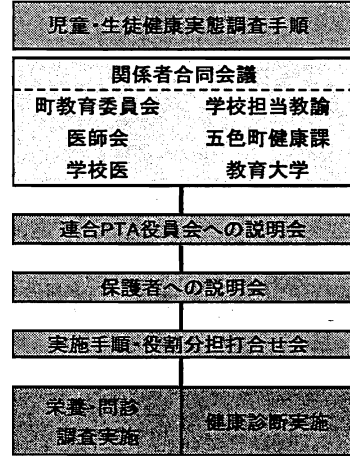 児童・生徒健康実態調査手順
関係者合同会議
町教育委員会 学校担当教諭
医師会 五色町健康課
学校医 教育大学
連合PTA役員会への説明会
保護者への説明会
実施手順・役割分担打合せ会
栄養・問診
調査実施
健康診断実施